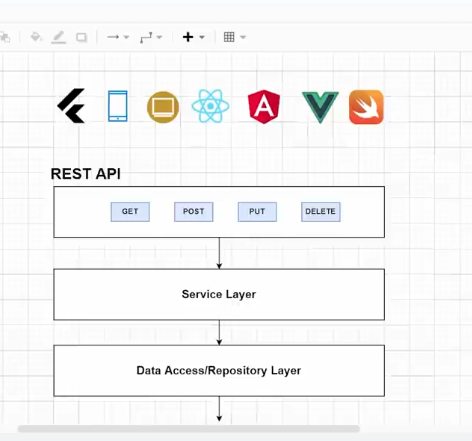 REST API
GET POST PUT DELETE
Service Layer
Data Access/Repository Layer